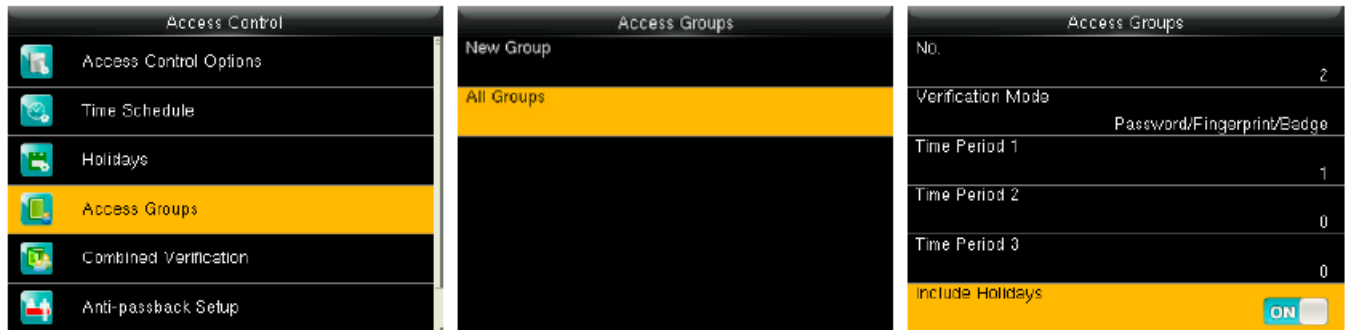 Access Control
Access Control Options
Time Schedule
Holidays
Access Groups
Combined Verification
Anti-passback Setup
Access Groups
New Group
All Groups
Access Groups
No.
2
Verification Mode
Password/Fingerprint/Badge
Time Period 1
1
Time Period 2
0
Time Period 3
0
Include Holidays
ON